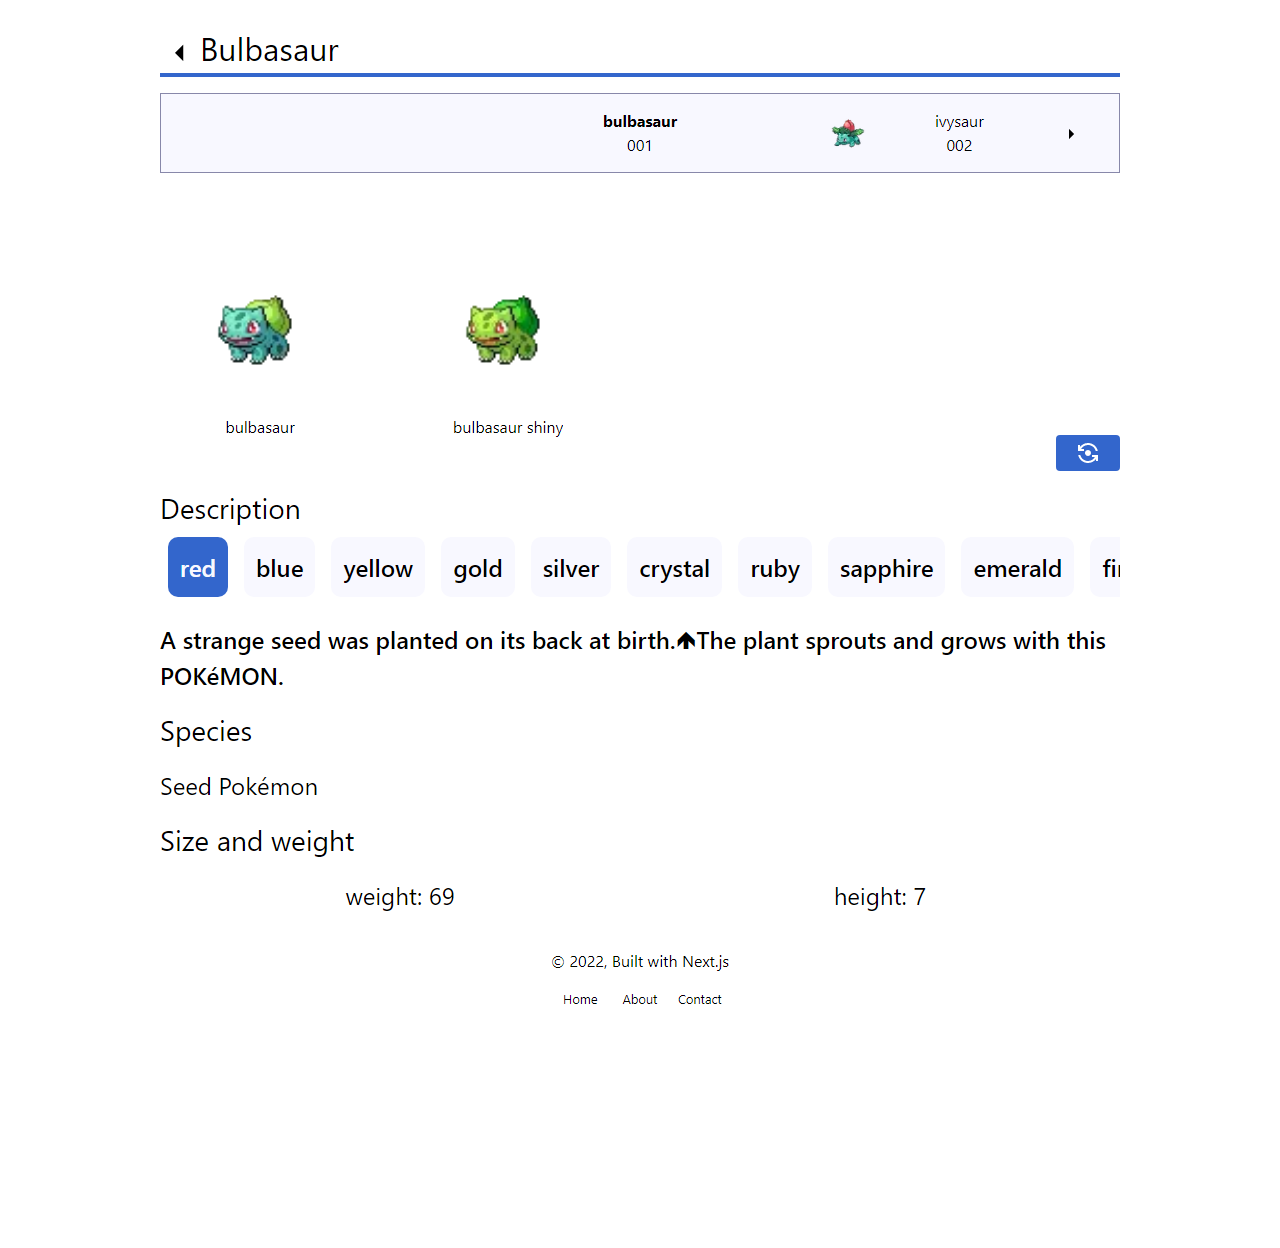 Bulbasaur
bulbasaur
001
ivysaur
002
bulbasaur
bulbasaur shiny
Description
red blue yellow gold silver crystal ruby sapphire emerald
A strange seed was planted on its back at birth.🡅The plant sprouts and grows with this
POKéMON.
Species
Seed Pokémon
Size and weight
weight: 69 height: 7
© 2022, Built with Next.js
Home About Contact